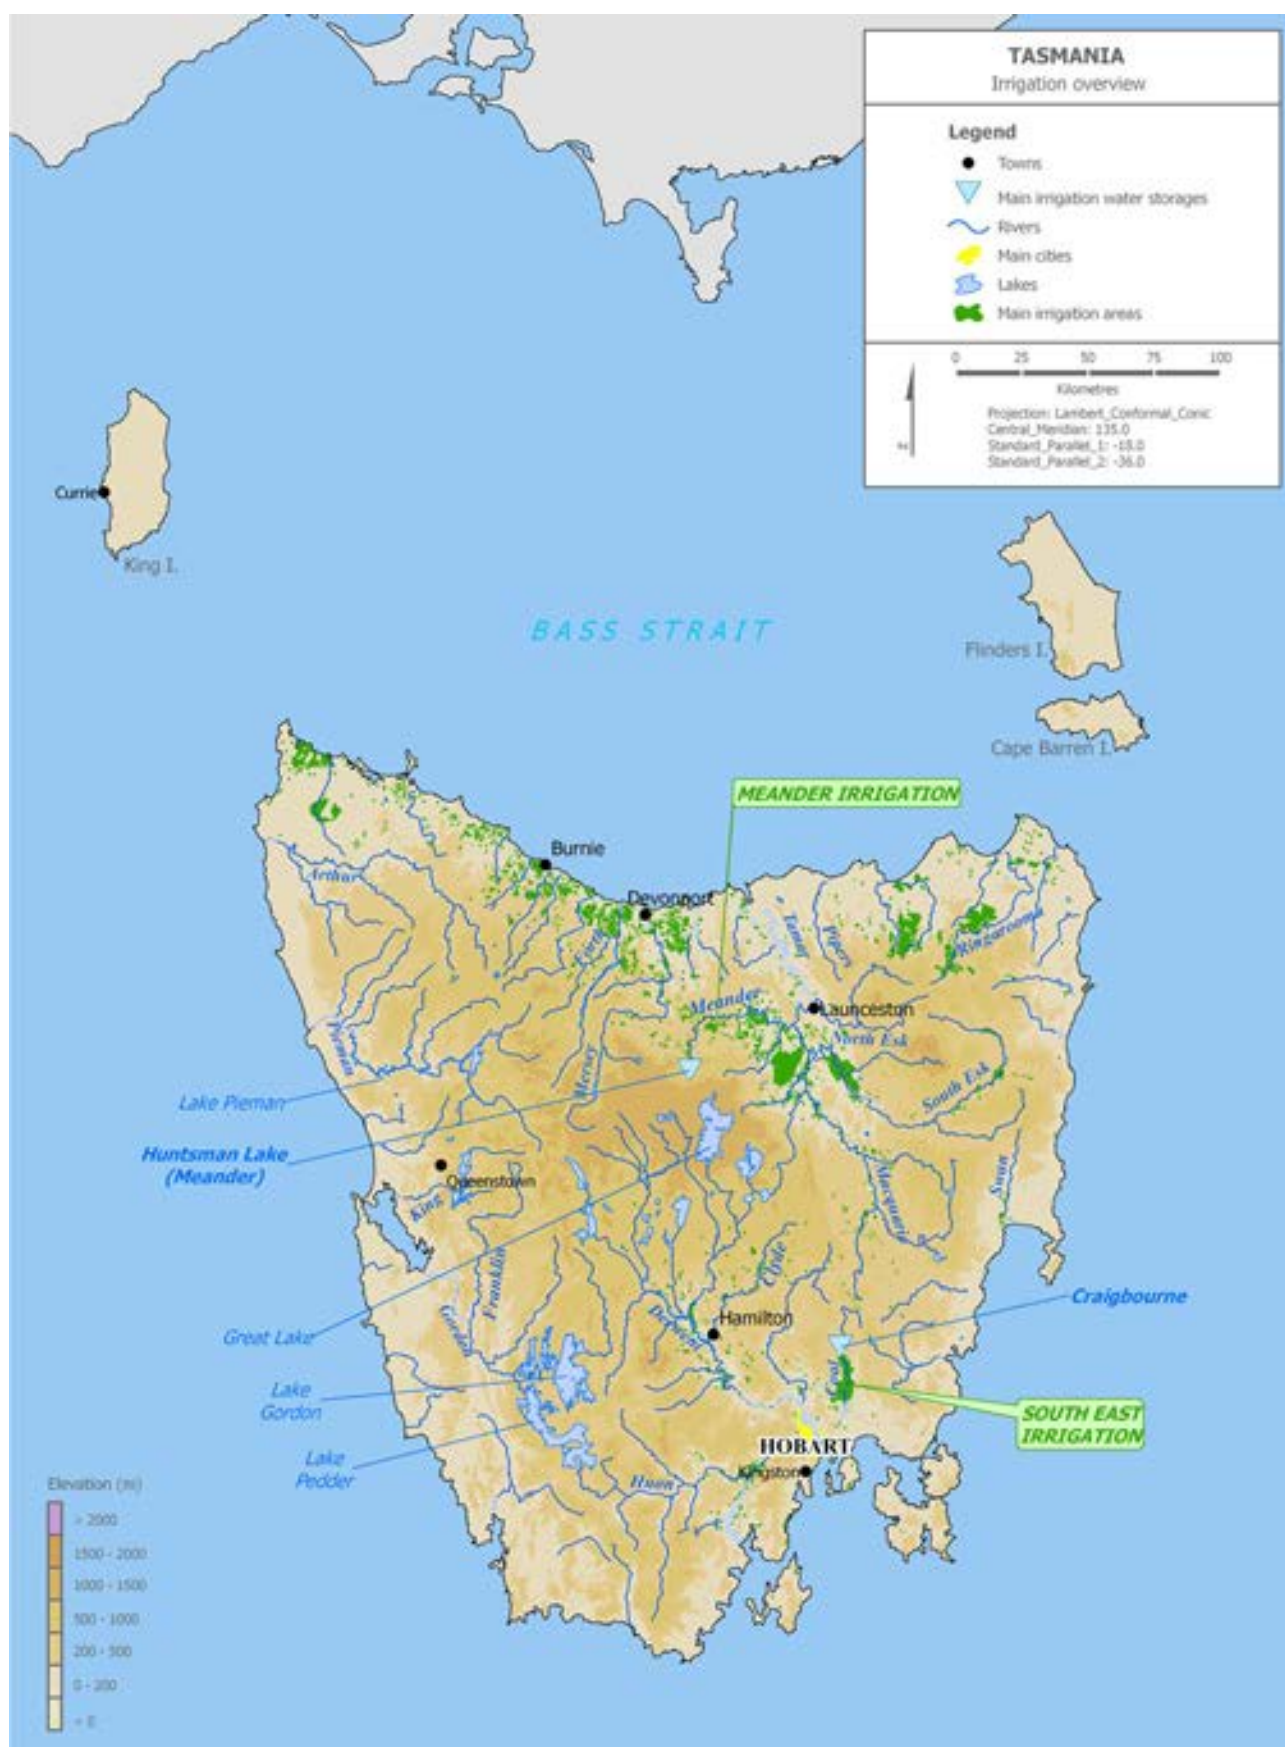 TASMANIA
Irrigation overview
Legend
Towns
Main irrigation water storages
Rivers
Main cities
Lakes
Main irrigation areas
0 25 50 75 100
Kilometres
Projection: Lambert_Conformal_Conic
Central_Meridian: 135.0
Standard_Parallel_1: -18.0
Standard_Parallel_2: -36.0
Currie
King I.
BASS STRAIT
Flinders I.
Cape Barren I.
MEANDER IRRIGATION
Burnie
Devonport
Arthur
Forth
Tamar
Pipers
Ringarooma
Meander
Launceston
North Esk
Pieman
Mersey
South Esk
Lake Pieman
Huntsman Lake
(Meander)
Queenstown
King
Macquarie
Swan
Franklin
Clyde
Craigbourne
Gordon
Derwent
Hamilton
Great Lake
Coal
Lake
Gordon
SOUTH EAST
IRRIGATION
HOBART
Lake
Pedder
Huon
Kingston
Elevation (m)
> 2000
1500 - 2000
1000 - 1500
500 - 1000
200 - 500
0 - 200